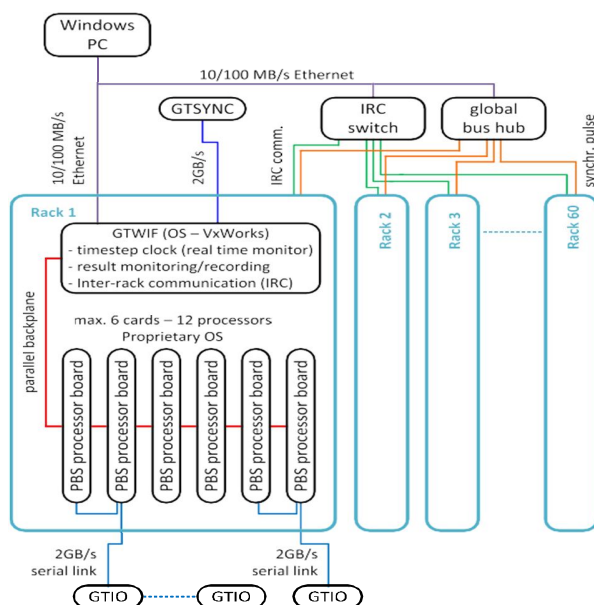 Windows
PC
10/100 MB/s Ethernet
GTSYNC
IRC
switch
global
bus hub
10/100 MB/s
Ethernet
2GB/s
IRC comm.
synchr. pulse
Rack 1
Rack 2
Rack 3
Rack 60
GTWIF (OS – VxWorks)
- timestep clock (real time monitor)
- result monitoring/recording
- Inter-rack communication (IRC)
parallel backplane
max. 6 cards – 12 processors
Proprietary OS
PBS processor board
PBS processor board
PBS processor board
PBS processor board
PBS processor board
PBS processor board
2GB/s
serial link
2GB/s
serial link
GTIO
GTIO
GTIO